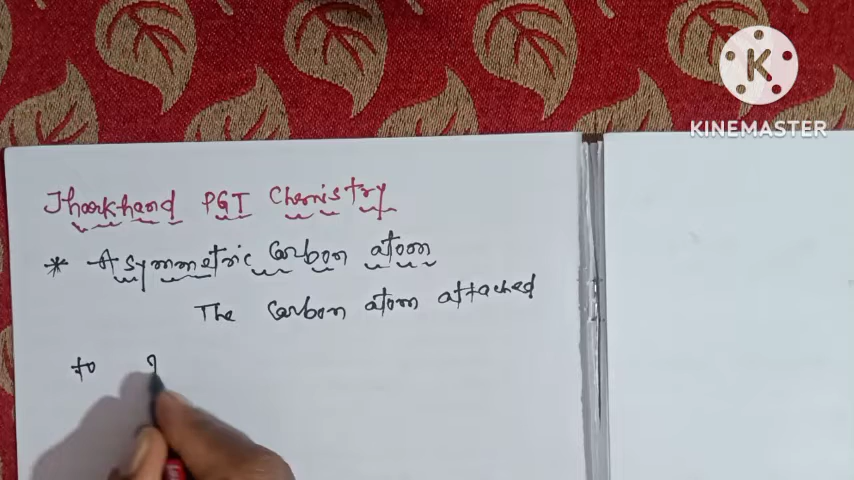 KINEMASTER
Jharkhand PGT Chemistry
* Asymmetric Carbon atom
The Carbon atom attached
to